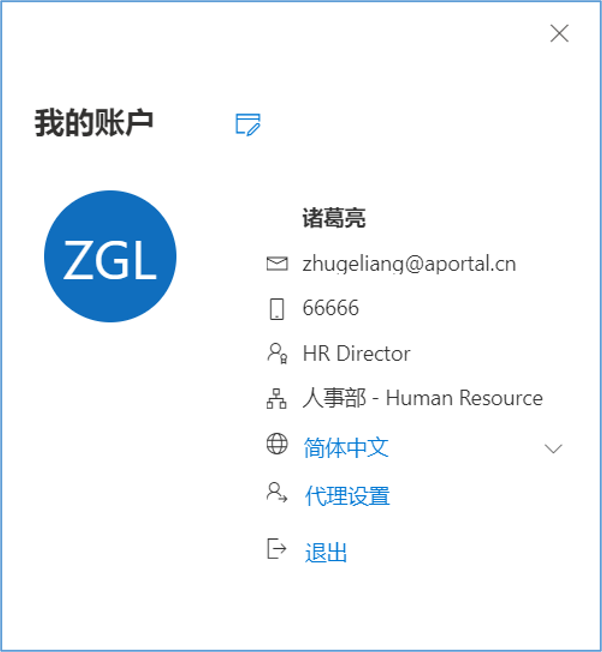 我的账户
ZGL
诸葛亮
zhugeliang@aportal.cn
66666
HR Director
人事部 - Human Resource
简体中文
代理设置
退出